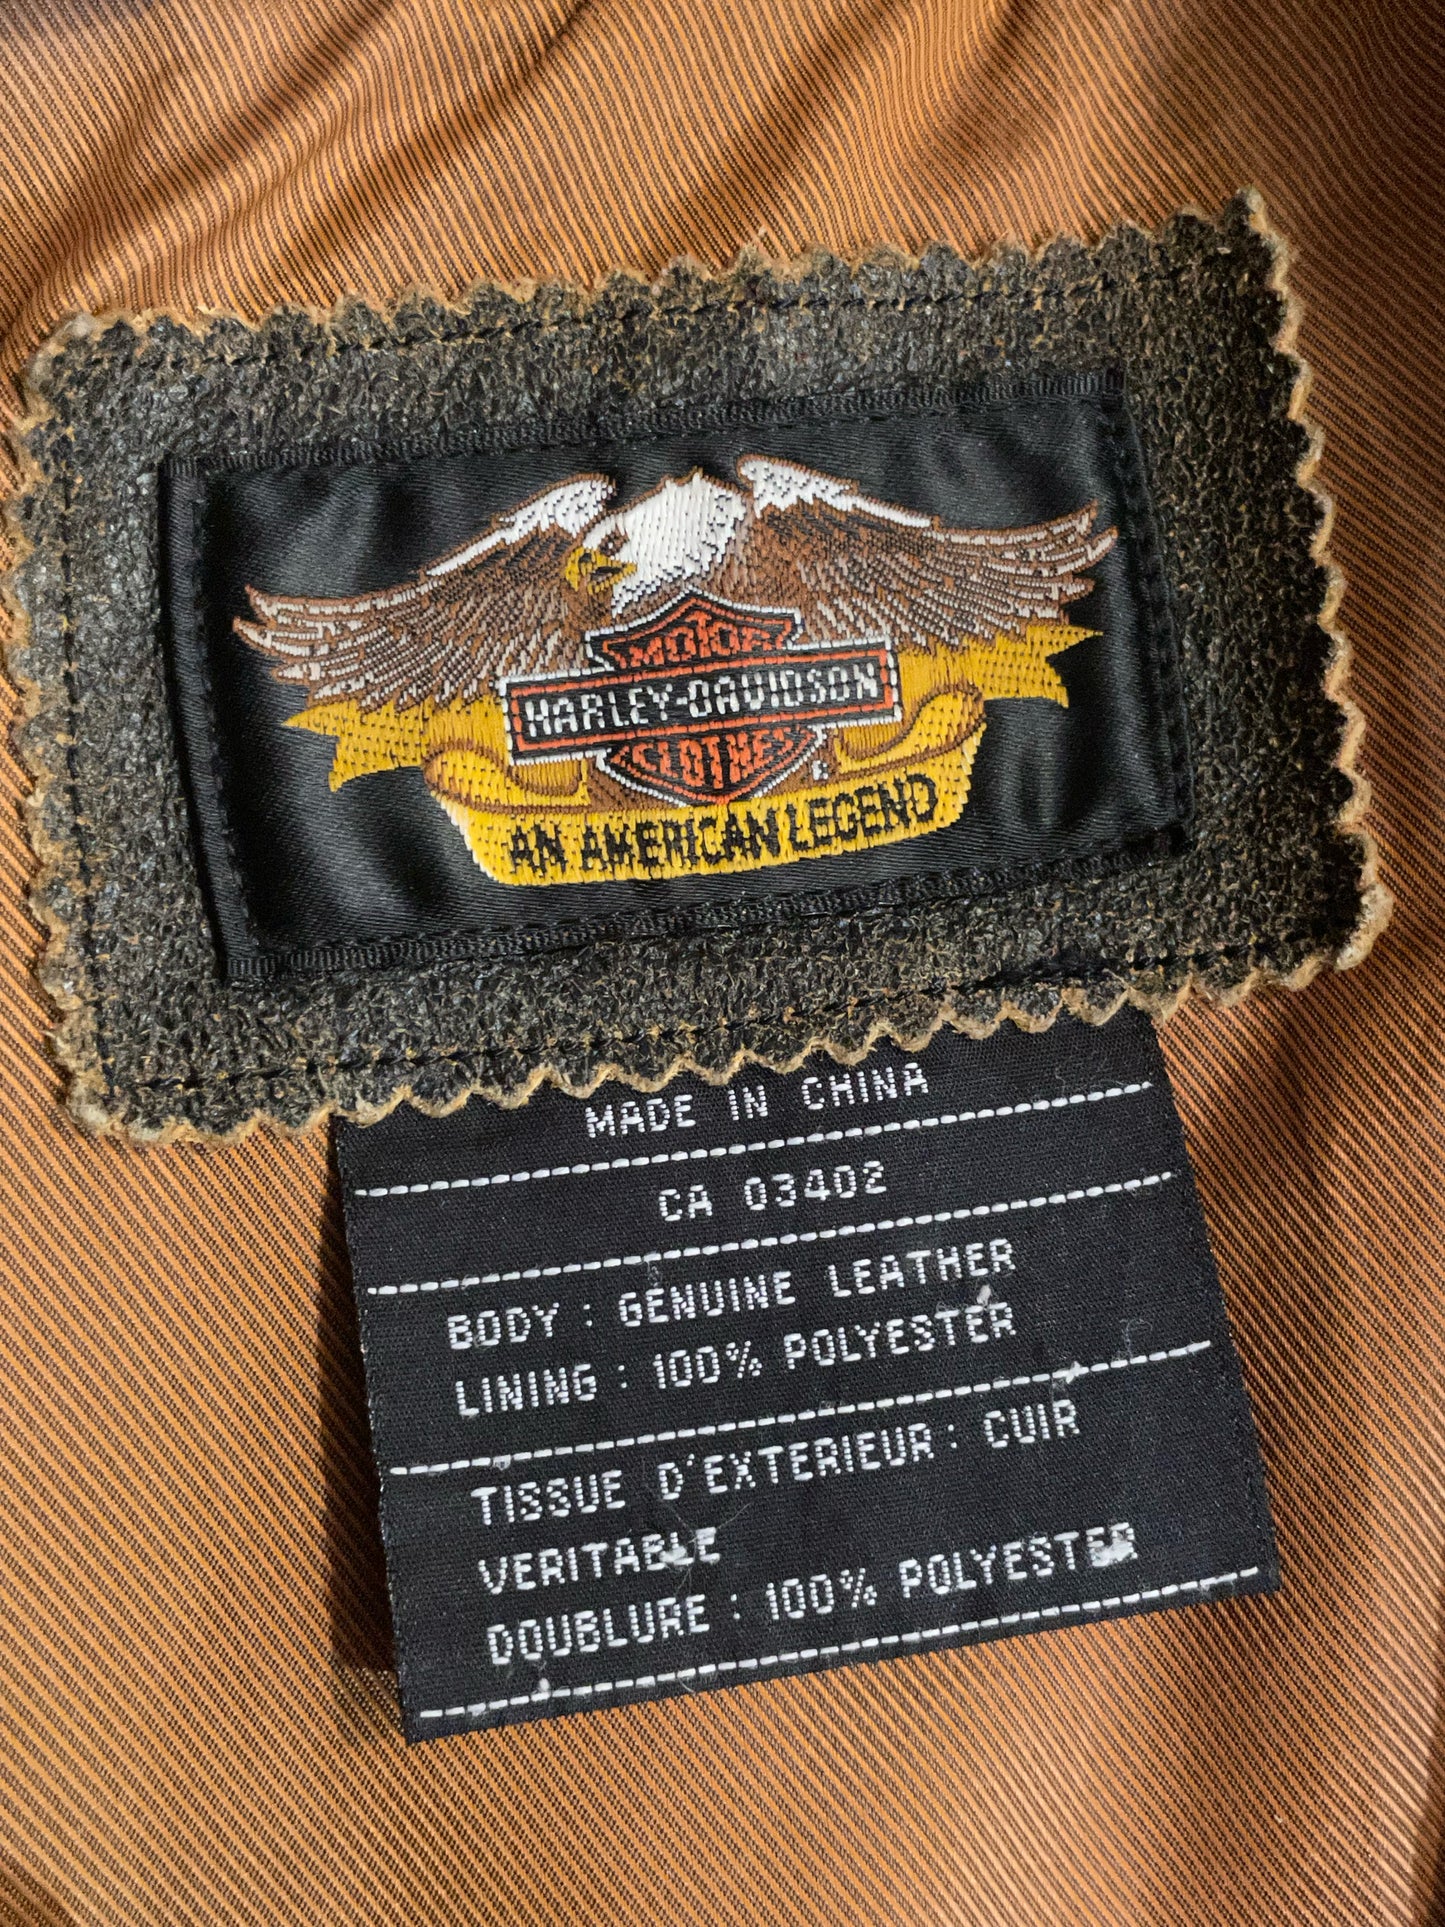 MOTOR
HARLEY-DAVIDSON
CLOTHES
®
AN AMERICAN LEGEND
MADE IN CHINA
CA 03402
BODY : GENUINE LEATHER
LINING : 100% POLYESTER
TISSUE D'EXTERIEUR : CUIR
VERITABLE
DOUBLURE : 100% POLYESTER